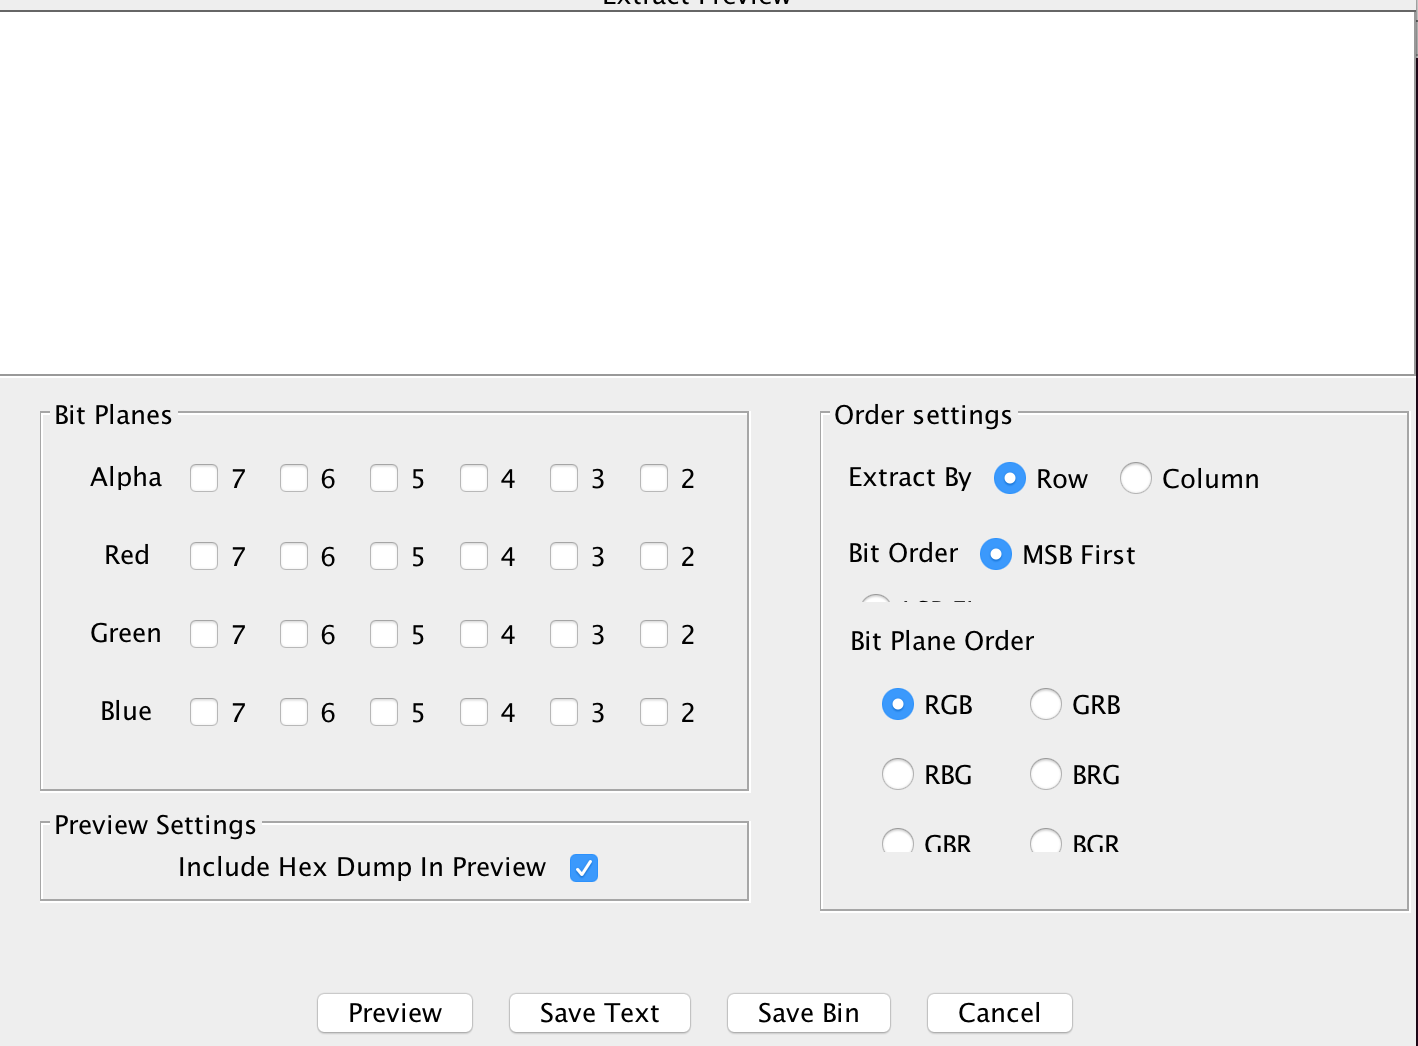 Extract Preview
Bit Planes
Alpha 7 6 5 4 3 2
Red 7 6 5 4 3 2
Green 7 6 5 4 3 2
Blue 7 6 5 4 3 2
Preview Settings
Include Hex Dump In Preview
Order settings
Extract By Row Column
Bit Order MSB First
Bit Plane Order
RGB GRB
RBG BRG
GBR BGR
Preview Save Text Save Bin Cancel